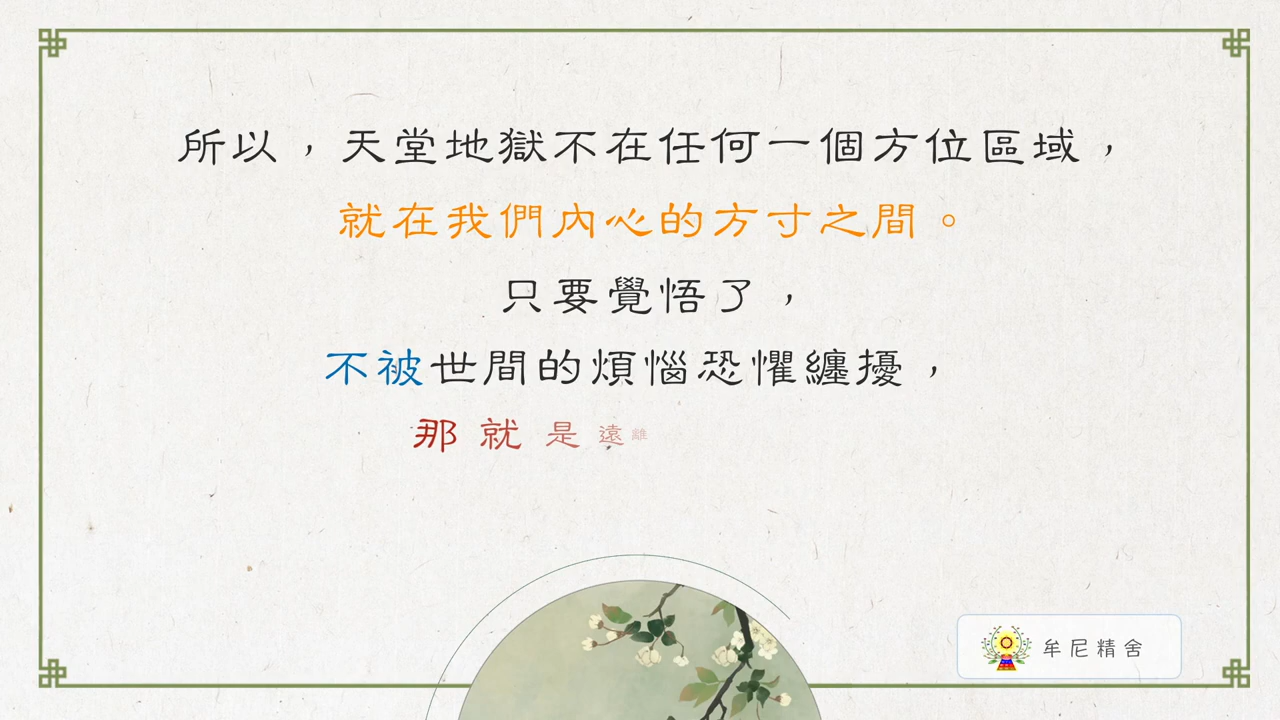 所以，天堂地獄不在任何一個方位區域，
就在我們內心的方寸之間。
只要覺悟了，
不被世間的煩惱恐懼纏擾，
那就是遠離
牟尼精舍